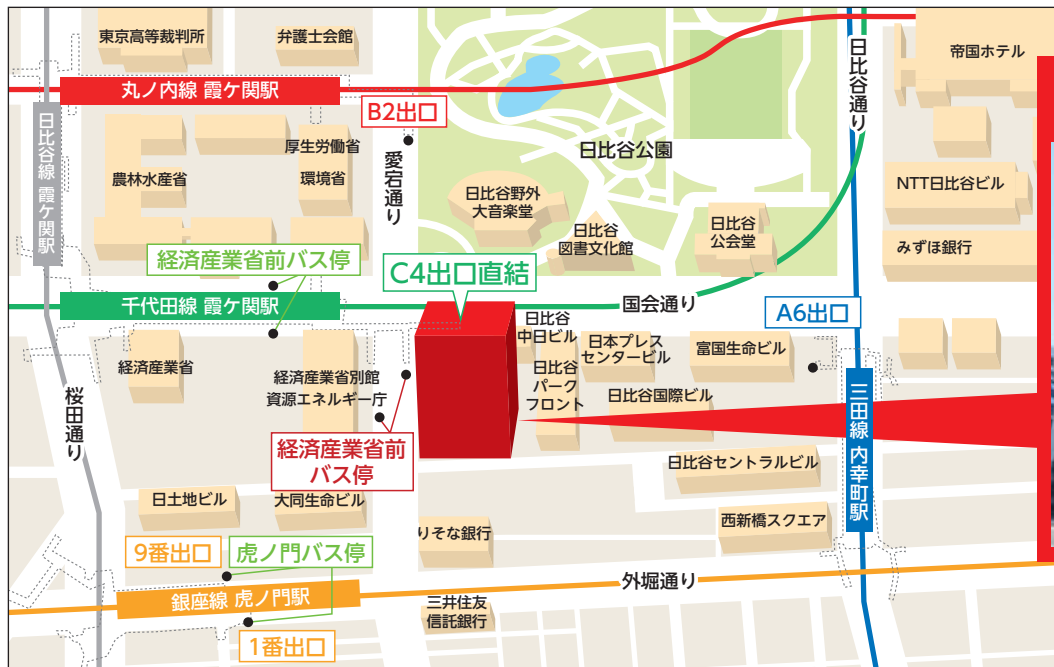 東京高等裁判所
弁護士会館
日比谷通り
帝国ホテル
丸ノ内線 霞ケ関駅
B2出口
日比谷線 霞ケ関駅
厚生労働省
環境省
農林水産省
愛宕通り
日比谷公園
日比谷野外
大音楽堂
日比谷
図書文化館
日比谷
公会堂
NTT日比谷ビル
みずほ銀行
経済産業省前バス停
C4出口直結
千代田線 霞ケ関駅
国会通り
A6出口
日比谷
中日ビル
日本プレス
センタービル
富国生命ビル
経済産業省
経済産業省別館
資源エネルギー庁
日比谷
パーク
フロント
日比谷国際ビル
桜田通り
三田線 内幸町駅
経済産業省前
バス停
日比谷セントラルビル
日土地ビル
大同生命ビル
りそな銀行
西新橋スクエア
9番出口
虎ノ門バス停
外堀通り
銀座線 虎ノ門駅
三井住友
信託銀行
1番出口